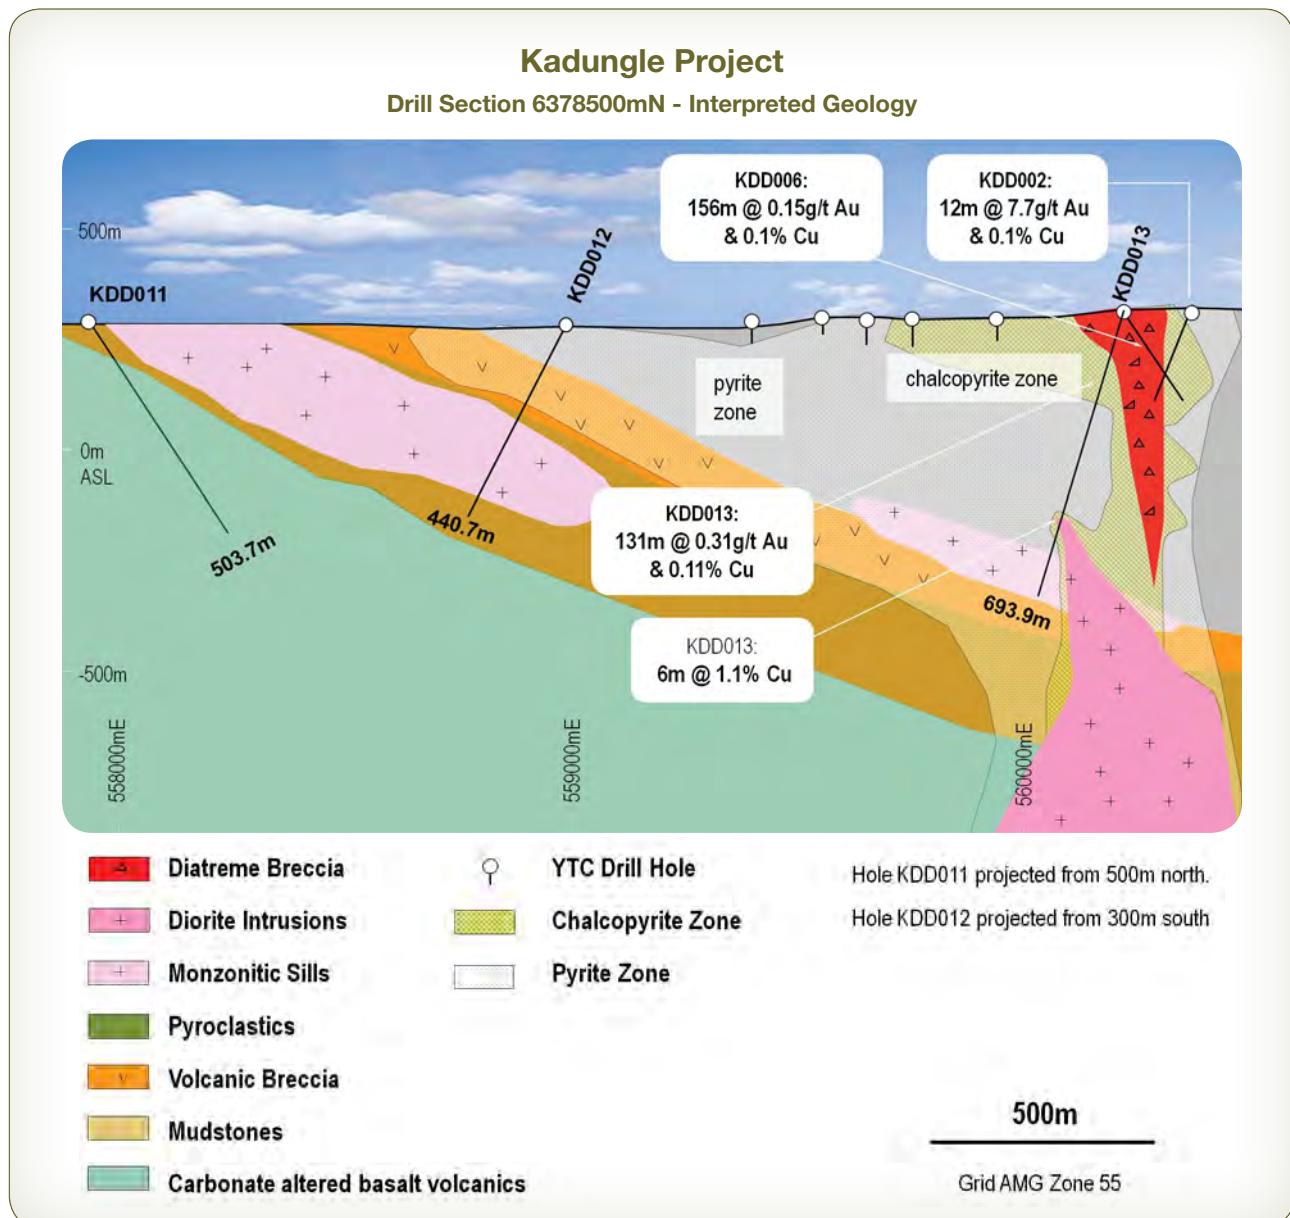 Kadungle Project
Drill Section 6378500mN - Interpreted Geology
KDD006:
156m @ 0.15g/t Au
& 0.1% Cu
KDD002:
12m @ 7.7g/t Au
& 0.1% Cu
500m
KDD011
KDD012
KDD013
pyrite
zone
chalcopyrite zone
0m
ASL
503.7m
440.7m
KDD013:
131m @ 0.31g/t Au
& 0.11% Cu
693.9m
KDD013:
6m @ 1.1% Cu
-500m
558000mE
559000mE
560000mE
Diatreme Breccia
Diorite Intrusions
Monzonitic Sills
Pyroclastics
Volcanic Breccia
Mudstones
Carbonate altered basalt volcanics
YTC Drill Hole
Chalcopyrite Zone
Pyrite Zone
Hole KDD011 projected from 500m north.
Hole KDD012 projected from 300m south
500m
Grid AMG Zone 55